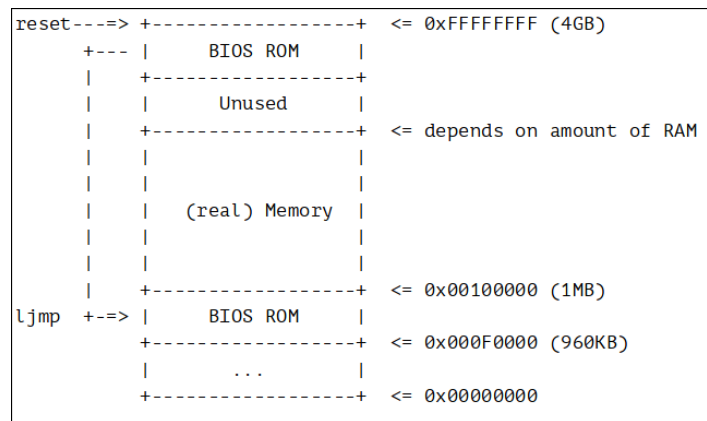 reset---=> +------------------+  <= 0xFFFFFFFF (4GB)
      +--- |     BIOS ROM     |
      |    +------------------+
      |    |      Unused      |
      |    +------------------+  <= depends on amount of RAM
      |    |                  |
      |    |                  |
      |    |   (real) Memory  |
      |    |                  |
      |    |                  |
      |    +------------------+  <= 0x00100000 (1MB)
ljmp  +-=> |     BIOS ROM     |
           +------------------+  <= 0x000F0000 (960KB)
           |       ...        |
           +------------------+  <= 0x00000000